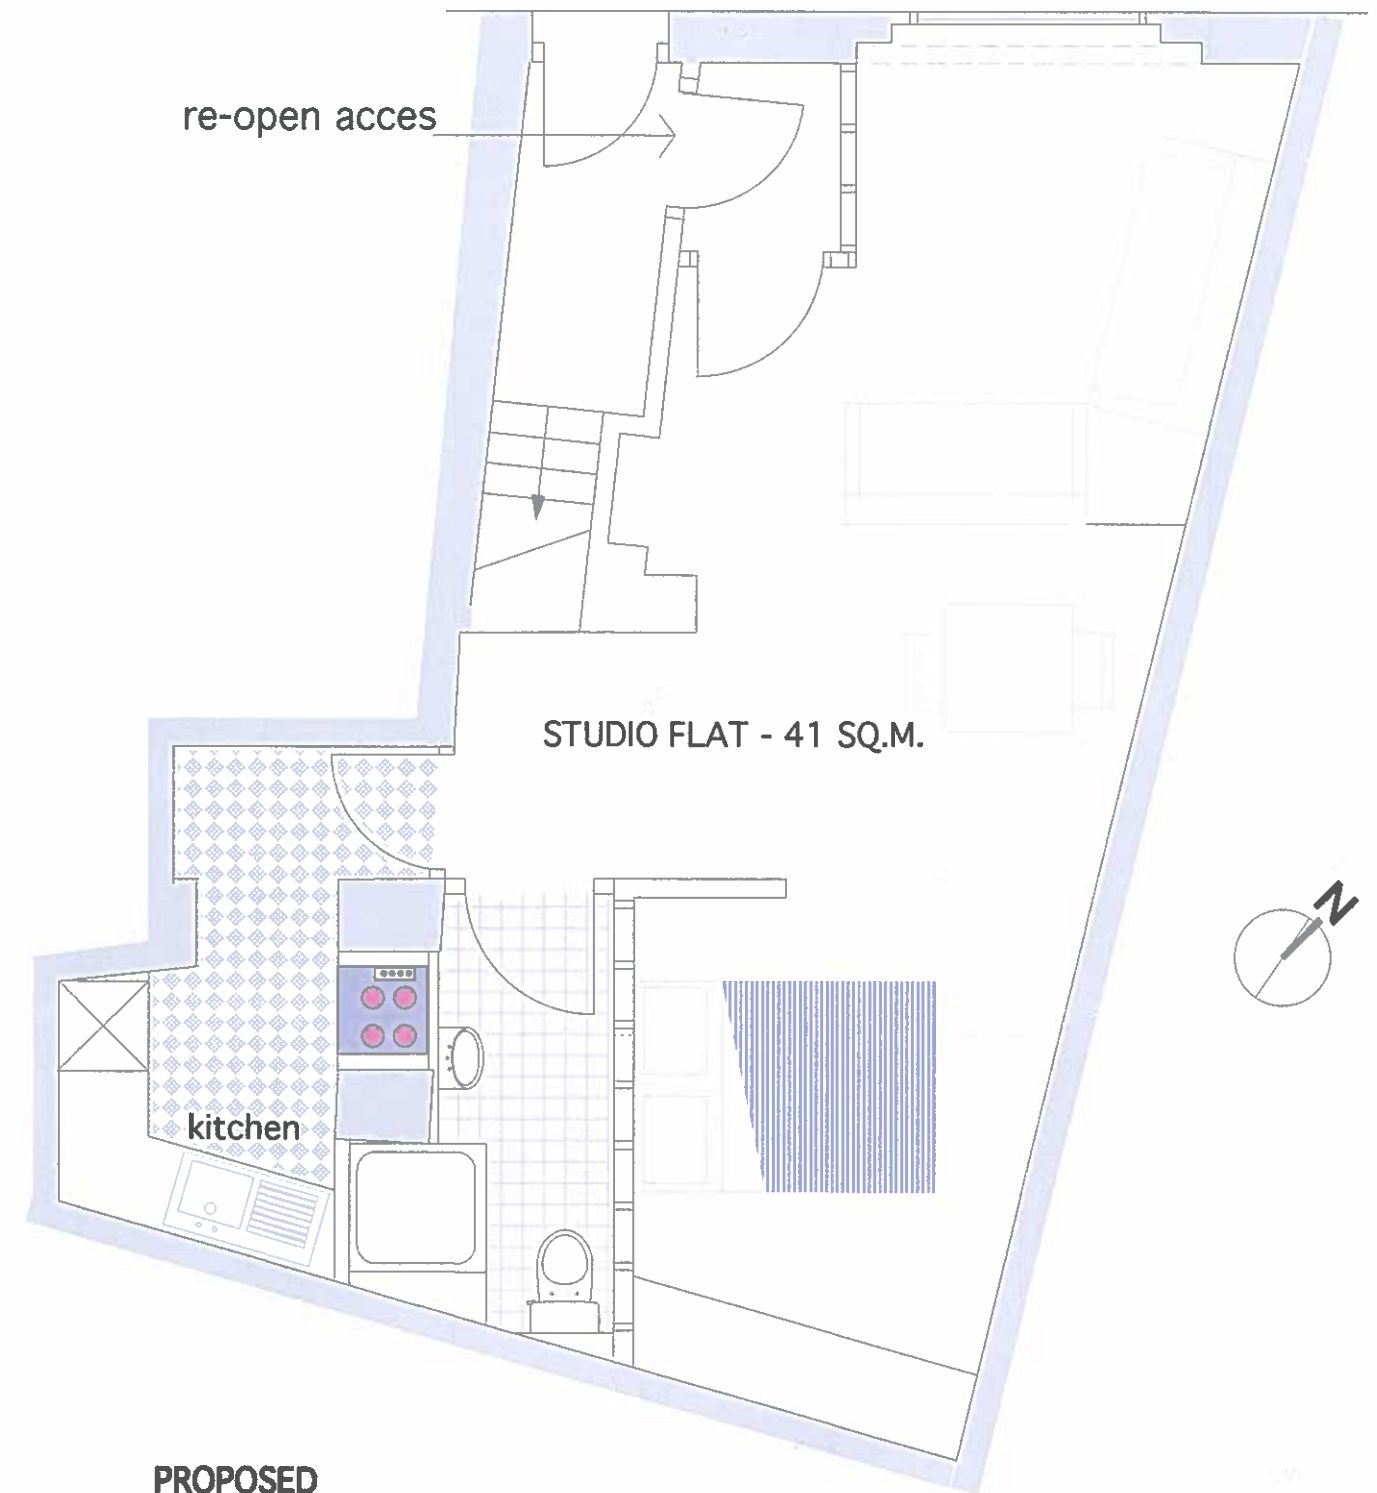 re-open acces
STUDIO FLAT - 41 SQ.M.
N
kitchen
PROPOSED